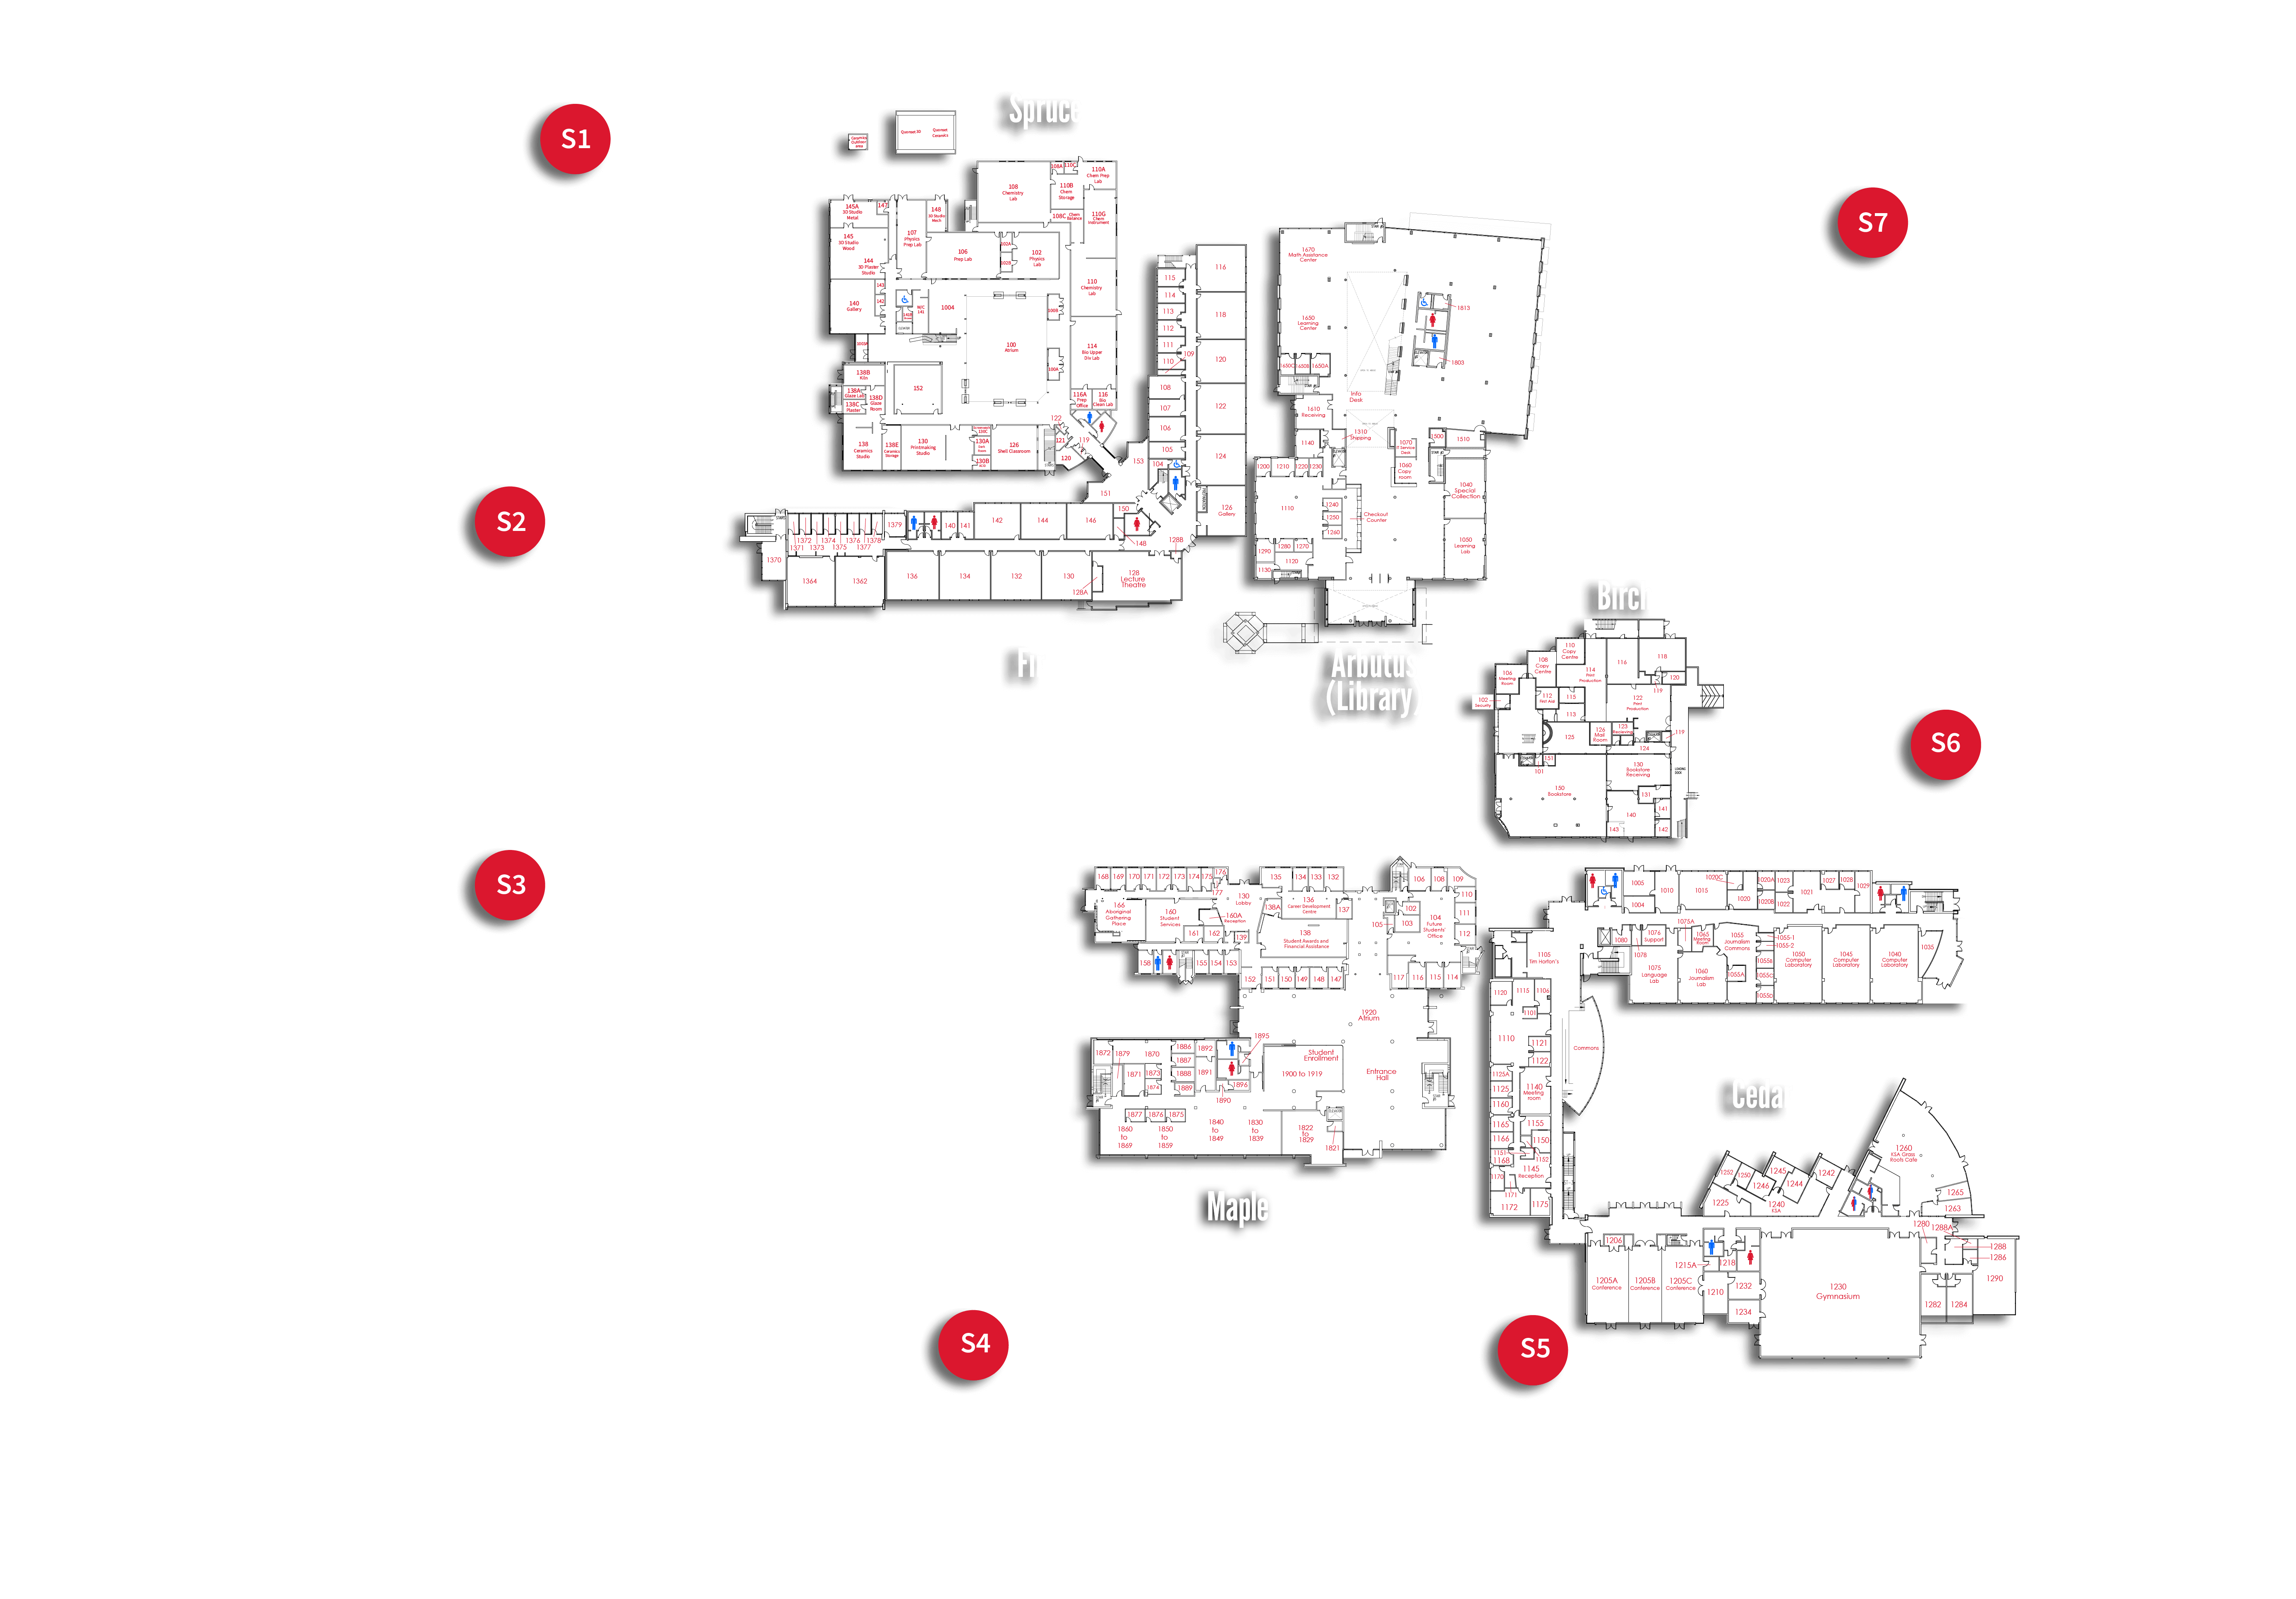 Spruce
S1
S7
Quonset 3D
Quonset
Ceramics
108
Chemistry
Lab
108A
110C
110A
Chem Prep
Lab
110B
Chem
Storage
108C
Chem
Balance
110G
Chem
Instrument
145A
3D Studio
Metal
147
148
3D Studio
Mech
107
Physics
Prep Lab
145
3D Studio
Wood
144
3D Plaster
Studio
106
Prep Lab
102A
102B
102
Physics
Lab
110
Chemistry
Lab
140
Gallery
143
142
1004
100B
100
Atrium
100A
114
Bio Upper
Div Lab
138B
Kiln
138A
Glaze Lab
138C
Plaster
138D
Glaze
Room
152
116A
Prep
Office
116
Bio
Clean Lab
138
Ceramics
Studio
138E
Ceramics
Storage
130
Printmaking
Studio
130A
130B
126
Shell Classroom
122
121
120
119
116
115
114
113
112
111
110
109
108
107
106
105
104
118
120
122
124
126
Gallery
153
151
150
148
146
144
142
141
140
1379
1378
1377
1376
1375
1374
1373
1372
1371
1370
1364
1362
136
134
132
130
128A
128
Lecture
Theatre
128B
S2
1670
Math Assistance
Center
1650
Learning
Center
1650C
1650B
1650A
1813
1803
Info
Desk
1610
Receiving
1310
Shipping
1140
1070
Service
Desk
1060
Copy
room
1500
1510
1200
1210
1220
1230
1110
1240
1250
1260
Checkout
Counter
1040
Special
Collection
1050
Learning
Lab
1290
1280
1270
1120
1130
Arbutus
(Library)
Birch
110
Copy
Centre
108
Copy
Centre
106
Meeting
Room
114
Print
Production
116
118
120
119
102
Security
112
First Aid
115
113
122
Print
Production
125
126
Mail
Room
123
Receiving
124
119
151
101
130
Bookstore
Receiving
LOADING
DOCK
150
Bookstore
131
140
141
142
143
S6
S3
168
169
170
171
172
173
174
175
176
177
130
Lobby
135
134
133
132
136
Career Development
Centre
137
138A
138
Student Awards and
Financial Assistance
139
166
Aboriginal
Gathering
Place
160
Student
Services
160A
Reception
161
162
158
155
154
153
152
151
150
149
148
147
106
108
109
110
111
112
102
103
104
Future
Students'
Office
105
117
116
115
114
1920
Atrium
1895
Student
Enrollment
1900 to 1919
Entrance
Hall
1872
1879
1870
1886
1887
1888
1889
1892
1891
1896
1890
1871
1873
1874
1877
1876
1875
1860
to
1869
1850
to
1859
1840
to
1849
1830
to
1839
1822
to
1829
1821
Maple
1005
1004
1010
1015
1020C
1020
1020A
1020B
1023
1022
1021
1027
1028
1029
1075A
1080
1076
Support
1078
1075
Language
Lab
1065
Meeting
Room
1060
Journalism
Lab
1055
Journalism
Commons
1055-1
1055-2
1055A
1055B
1055C
1055D
1050
Computer
Laboratory
1045
Computer
Laboratory
1040
Computer
Laboratory
1035
1105
Tim Horton's
1120
1115
1106
1101
1110
1121
1122
1125A
1125
1140
Meeting
room
1160
1165
1155
1166
1150
1151
1152
1168
1145
Reception
1170
1171
1172
1175
Commons
Ceda
1260
KSA Grass
Roots Cafe
1265
1263
1252
1250
1245
1246
1244
1242
1225
1240
KSA
1206
1205A
Conference
1205B
Conference
1205C
Conference
1215A
1218
1210
1232
1234
1230
Gymnasium
1280
1288A
1288
1286
1290
1282
1284
S4
S5